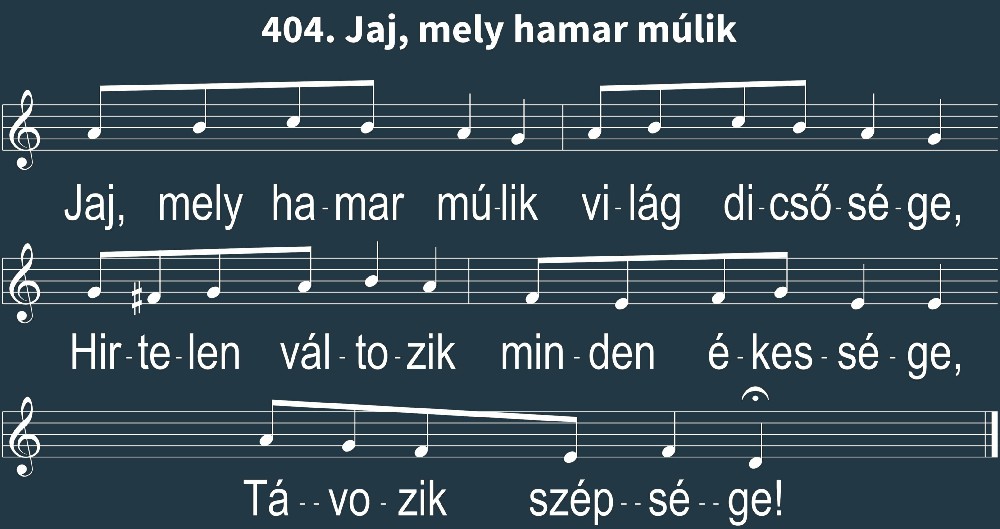 404. Jaj, mely hamar múlik
Jaj, mely ha-mar mú-lik vi-lág di-cső-sé-ge,
Hir-te-len vál-to-zik min-den é-kes-sé-ge,
Tá--vo-zik szép--sé--ge!